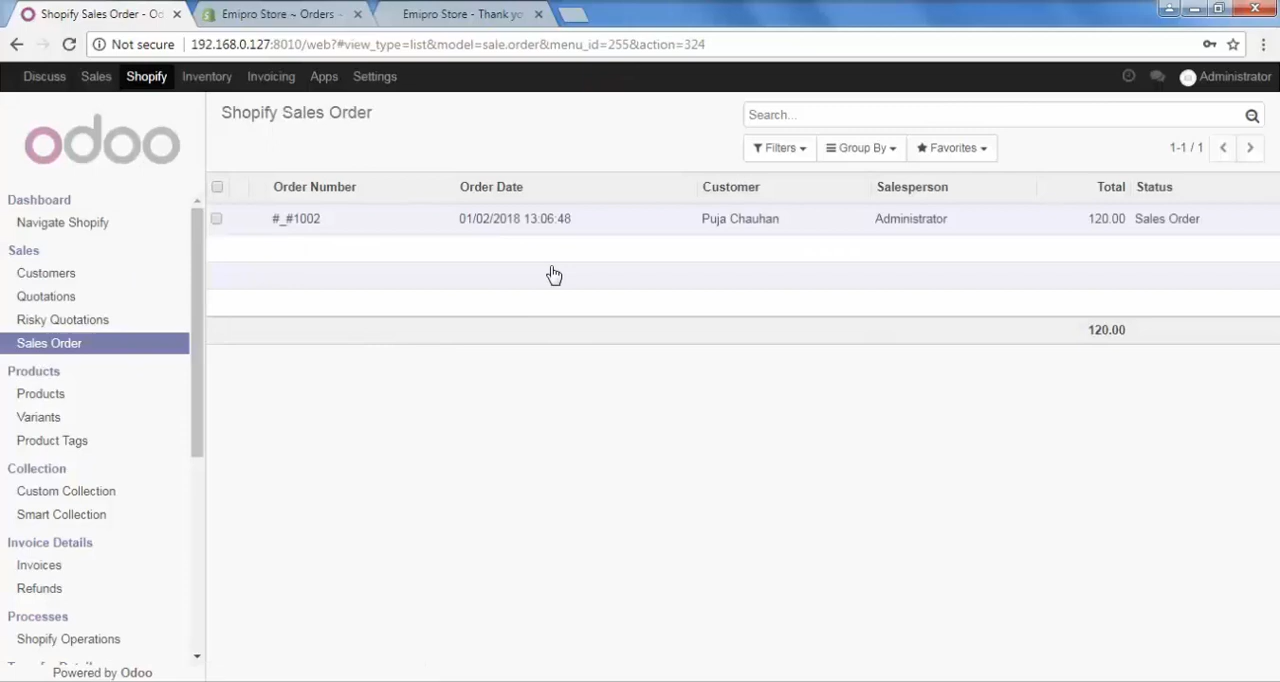 Shopify Sales Order - Oc
Emipro Store ~ Orders -
Emipro Store - Thank yo
Not secure
192.168.0.127:8010/web?#view_type=list&model=sale.order&menu_id=255&action=324
Discuss Sales Shopify Inventory Invoicing Apps Settings
Administrator
odoo
Shopify Sales Order
Search...
Filters
Group By
Favorites
1-1 / 1
Order Number Order Date Customer Salesperson Total Status
#_#1002 01/02/2018 13:06:48 Puja Chauhan Administrator 120.00 Sales Order
120.00
Dashboard
Navigate Shopify
Sales
Customers
Quotations
Risky Quotations
Sales Order
Products
Products
Variants
Product Tags
Collection
Custom Collection
Smart Collection
Invoice Details
Invoices
Refunds
Processes
Shopify Operations
Powered by Odoo